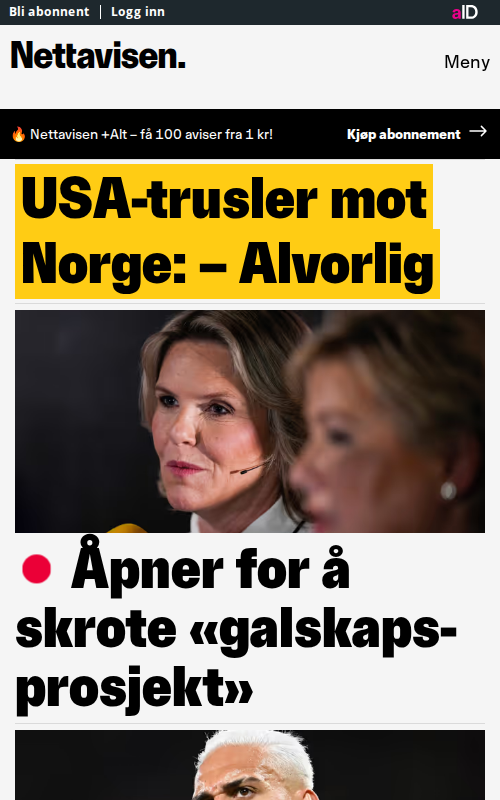 Bli abonnent | Logg inn
aID
Nettavisen.
Meny
🔥 Nettavisen +Alt – få 100 aviser fra 1 kr!
Kjøp abonnement →
USA-trusler mot
Norge: – Alvorlig
Åpner for å
skrote «galskaps-
prosjekt»